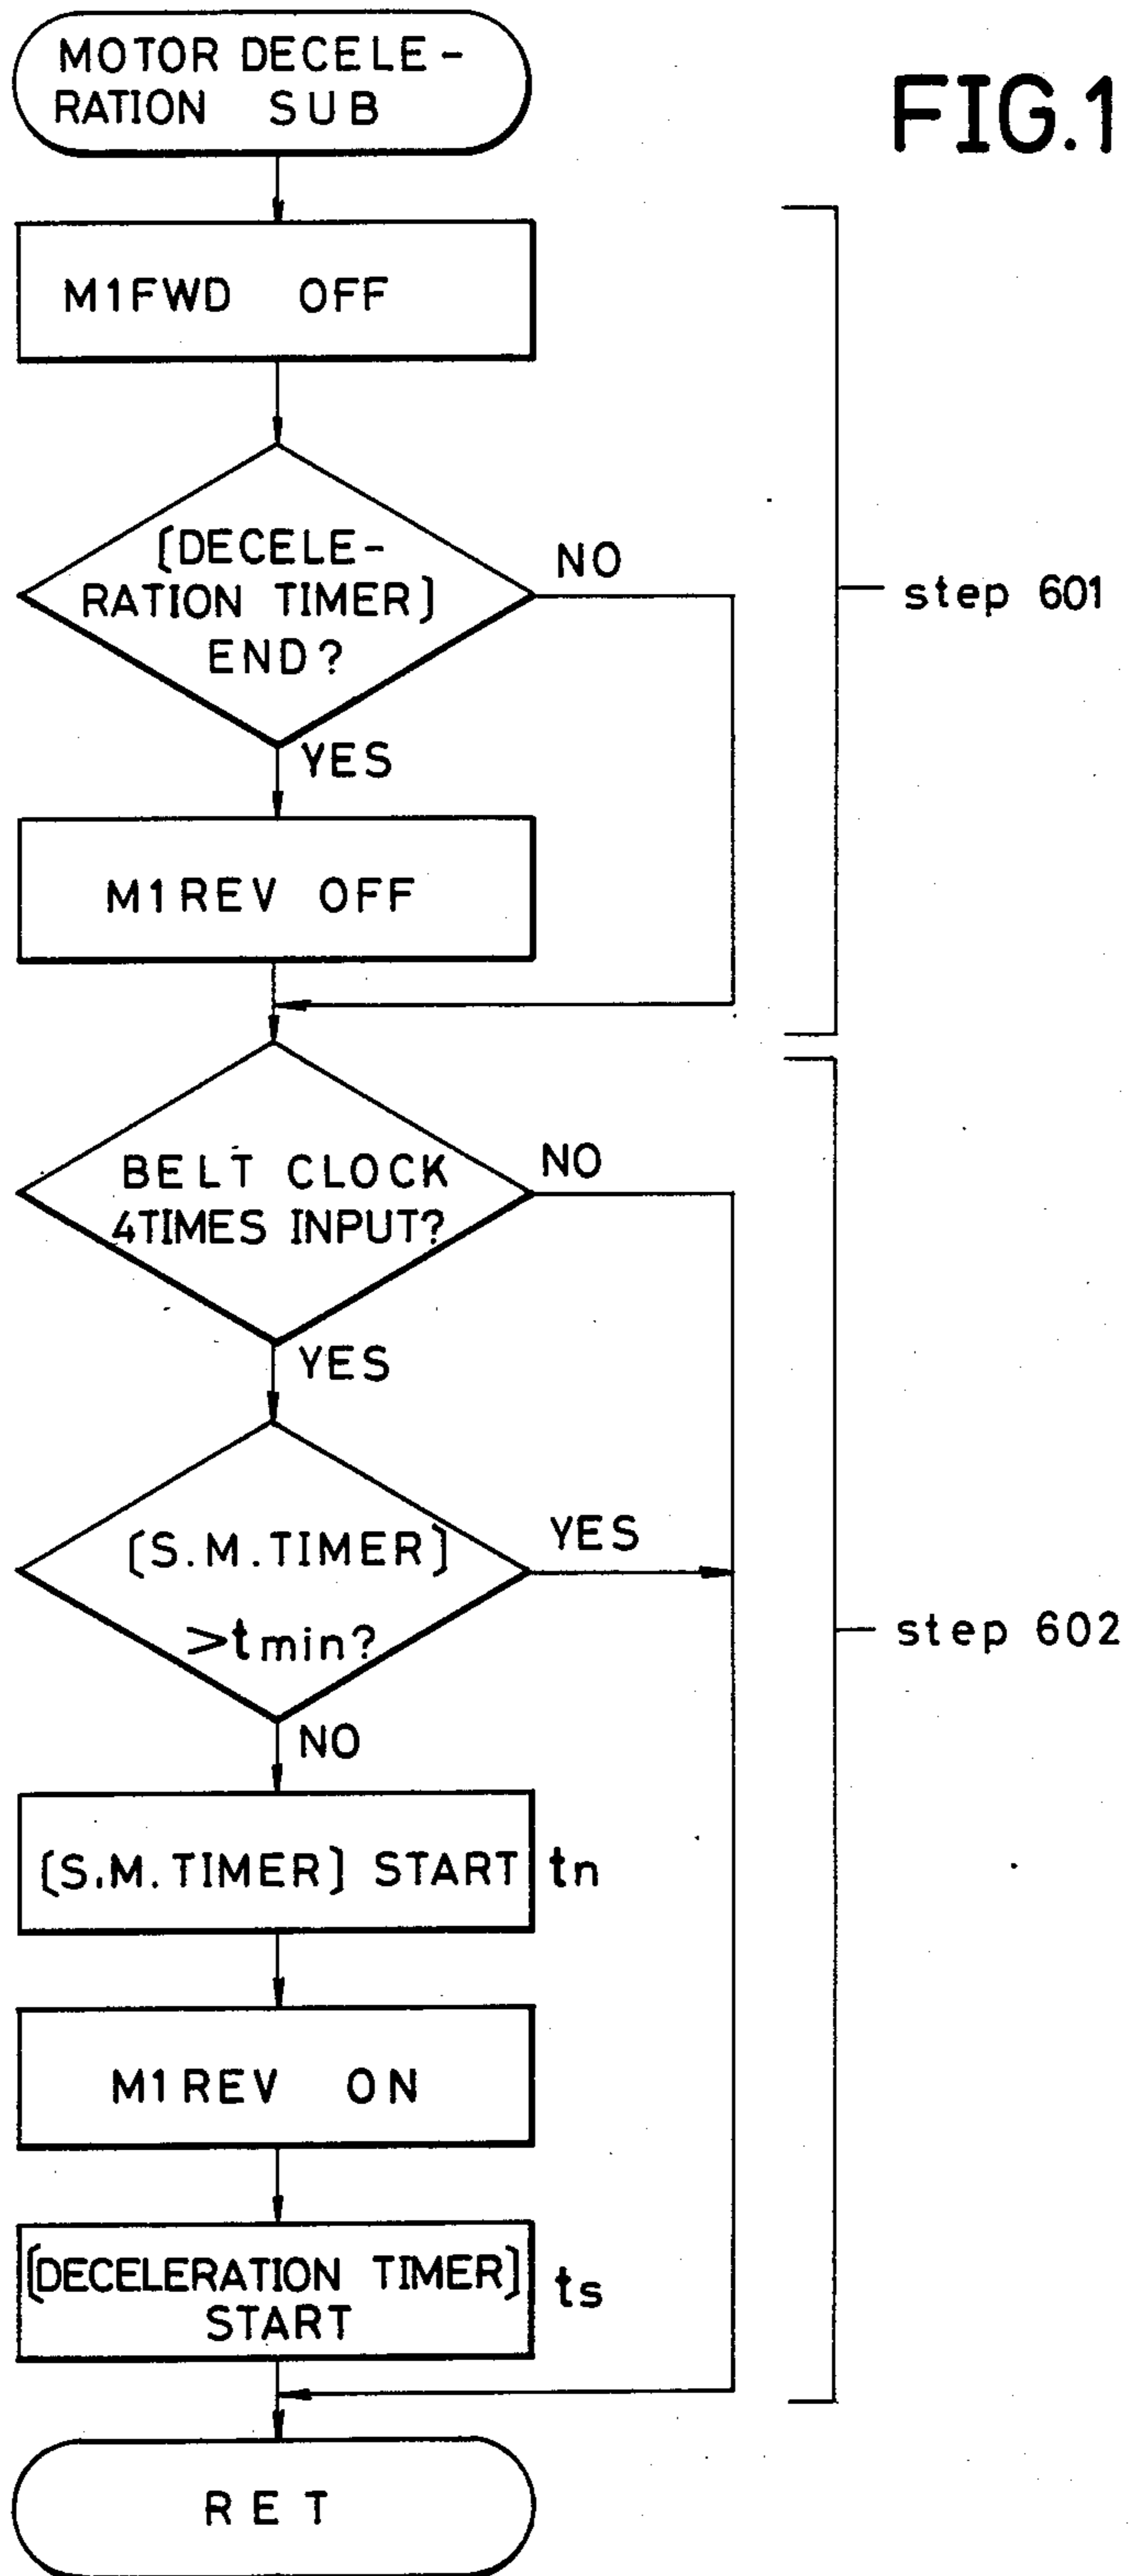 MOTOR DECELE-
RATION SUB
FIG.1
M1FWD OFF
[DECELE-
RATION TIMER]
END?
NO
step 601
YES
M1REV OFF
BELT CLOCK
4TIMES INPUT?
NO
YES
[S.M.TIMER]
>tmin?
YES
step 602
NO
[S.M.TIMER] START tn
M1REV ON
[DECELERATION TIMER]
START
ts
RET